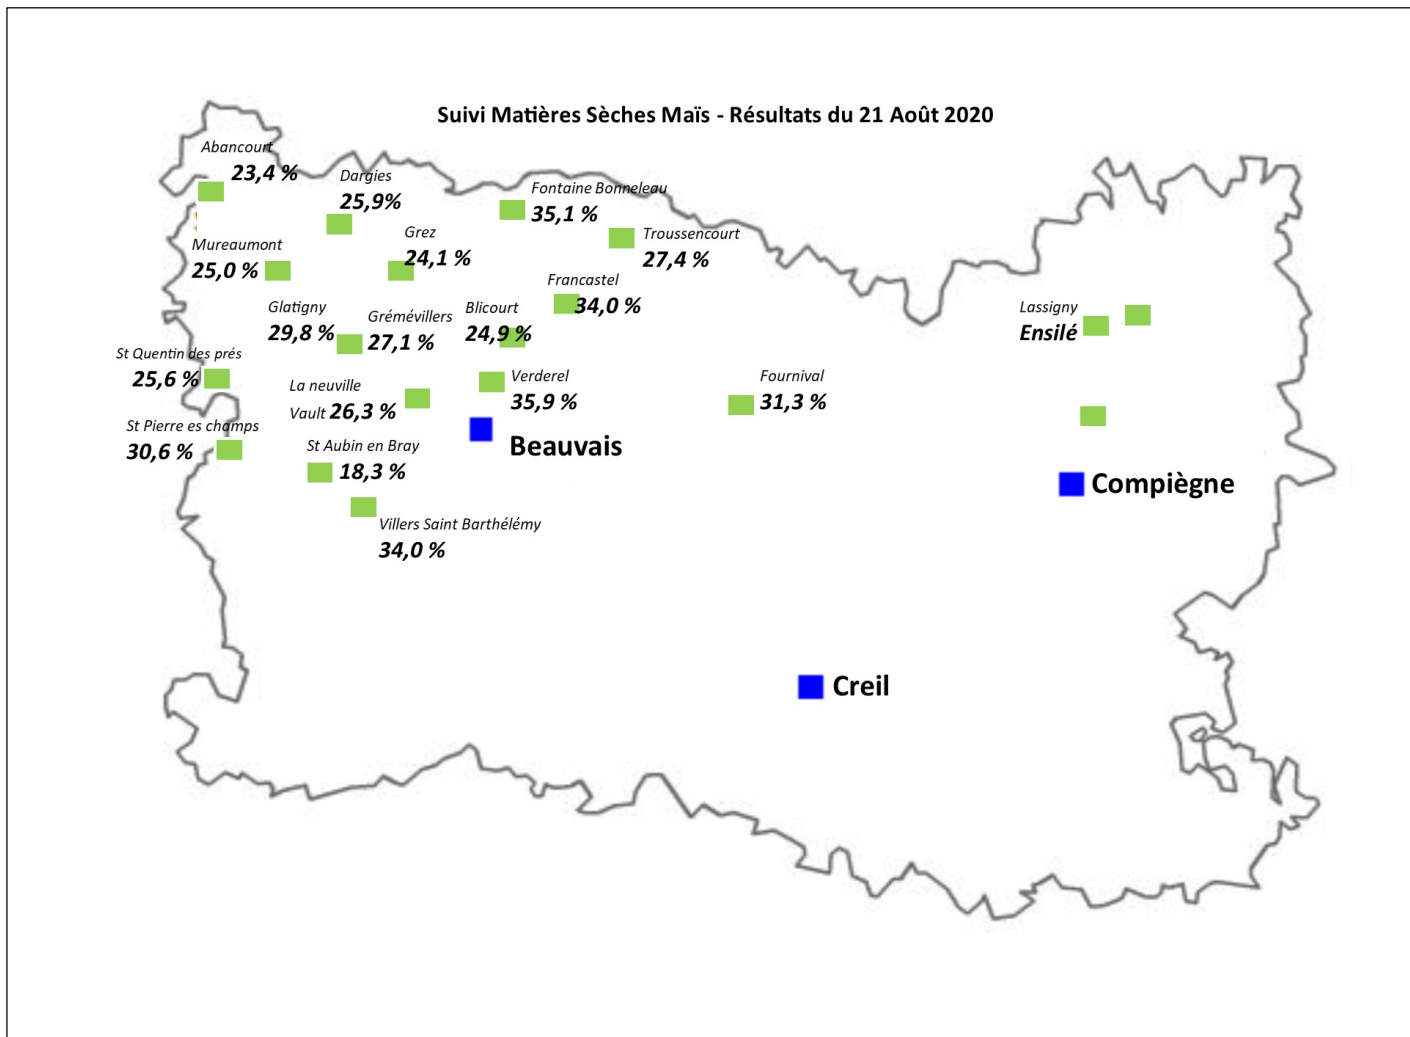 Suivi Matières Sèches Maïs - Résultats du 21 Août 2020
Abancourt
23,4 %
Dargies
25,9%
Fontaine Bonneleau
35,1 %
Grez
24,1 %
Troussencourt
27,4 %
Mureaumont
25,0 %
Francastel
34,0 %
Glatigny
29,8 %
Grémévillers
27,1 %
Blicourt
24,9 %
Lassigny
Ensilé
St Quentin des prés
25,6 %
La neuville
Vault 26,3 %
Verderel
35,9 %
Fournival
31,3 %
St Pierre es champs
30,6 %
St Aubin en Bray
18,3 %
Beauvais
Compiègne
Villers Saint Barthélémy
34,0 %
Creil